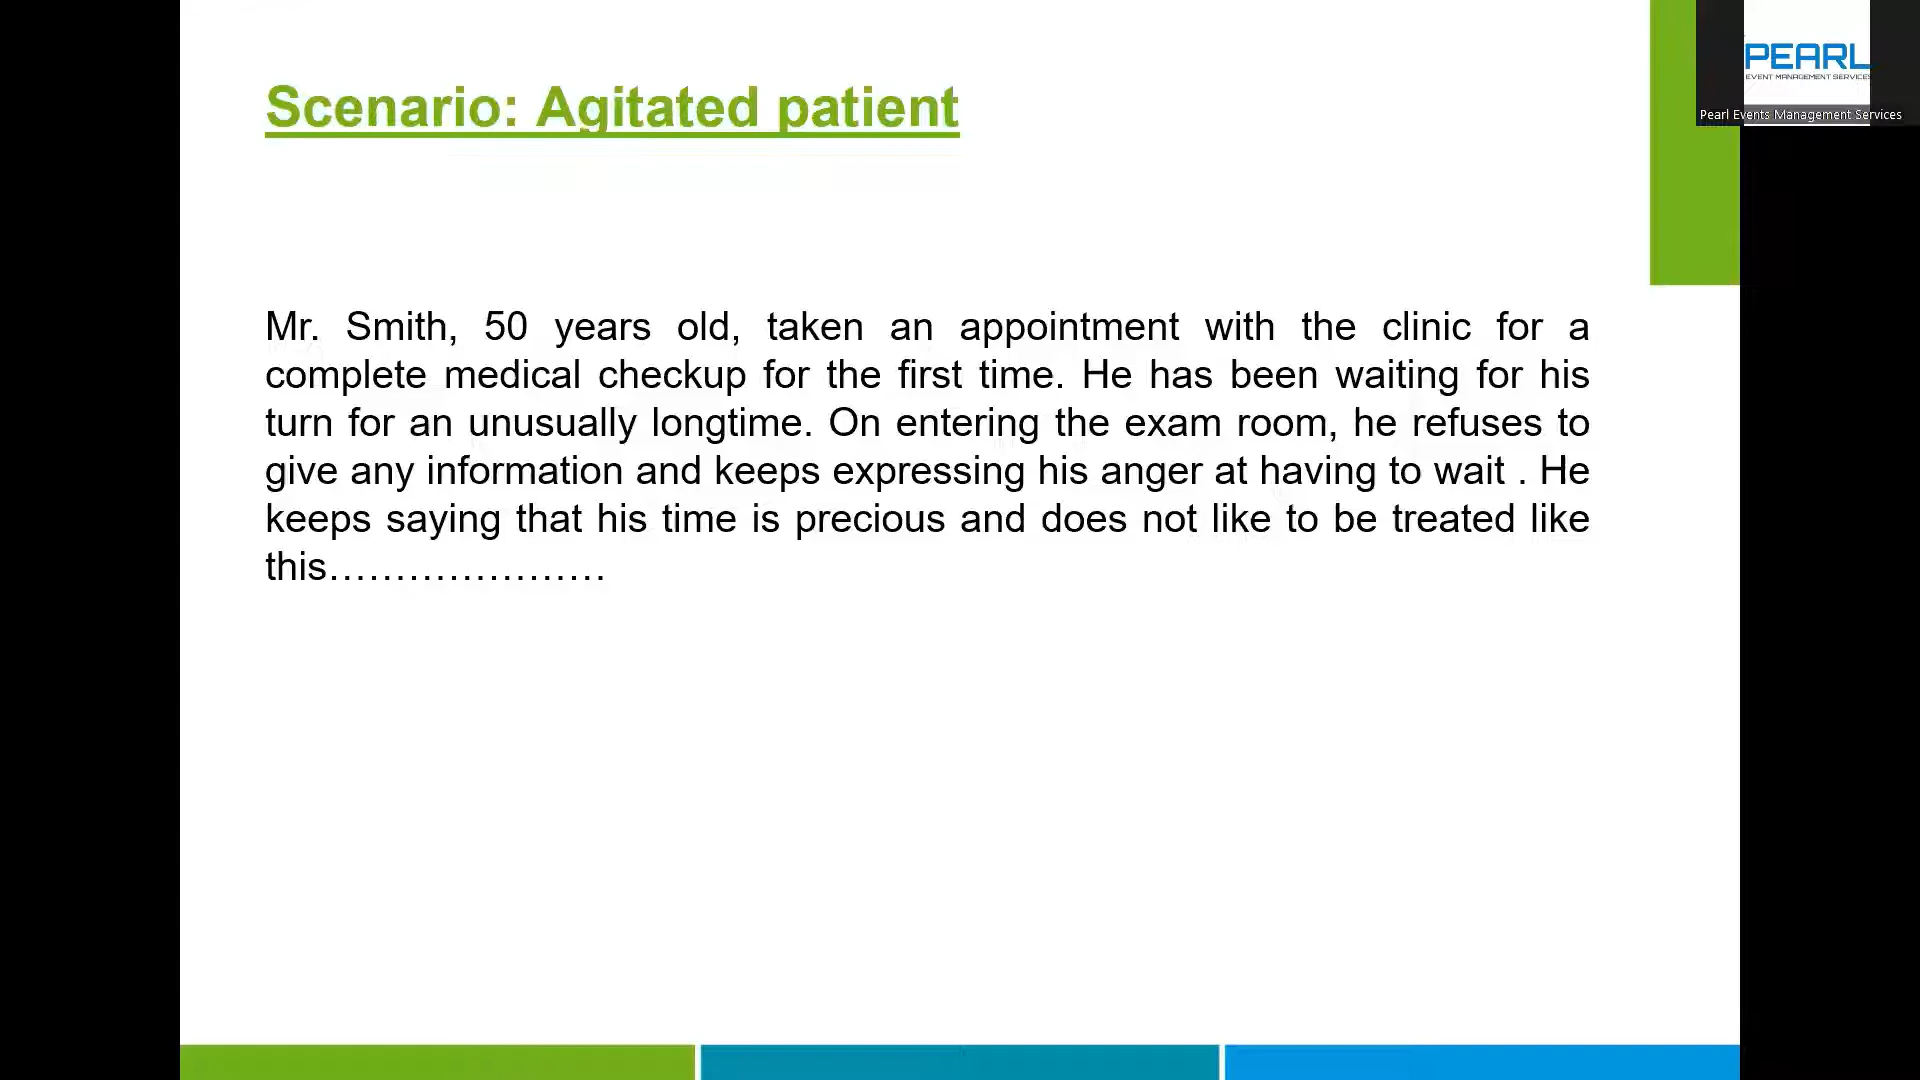 Scenario: Agitated patient
PEARL
EVENT MANAGEMENT SERVICES
Pearl Events Management Services
Mr. Smith, 50 years old, taken an appointment with the clinic for a
complete medical checkup for the first time. He has been waiting for his
turn for an unusually longtime. On entering the exam room, he refuses to
give any information and keeps expressing his anger at having to wait . He
keeps saying that his time is precious and does not like to be treated like
this…………………